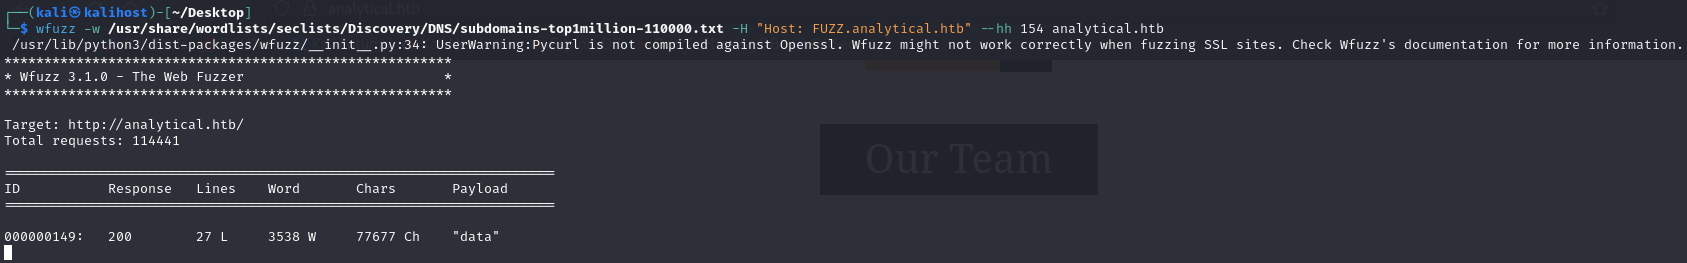 ┌──(kali㉿kalihost)-[~/Desktop]
└─$ wfuzz -w /usr/share/wordlists/seclists/Discovery/DNS/subdomains-top1million-110000.txt -H "Host: FUZZ.analytical.htb" --hh 154 analytical.htb
/usr/lib/python3/dist-packages/wfuzz/__init__.py:34: UserWarning:Pycurl is not compiled against Openssl. Wfuzz might not work correctly when fuzzing SSL sites. Check Wfuzz's documentation for more information.
********************************************************
* Wfuzz 3.1.0 - The Web Fuzzer                         *
********************************************************
Target: http://analytical.htb/
Total requests: 114441
=====================================================================
ID           Response   Lines    Word       Chars       Payload
=====================================================================
000000149:   200        27 L     3538 W     77677 Ch    "data"
analytical.htb
Our Team